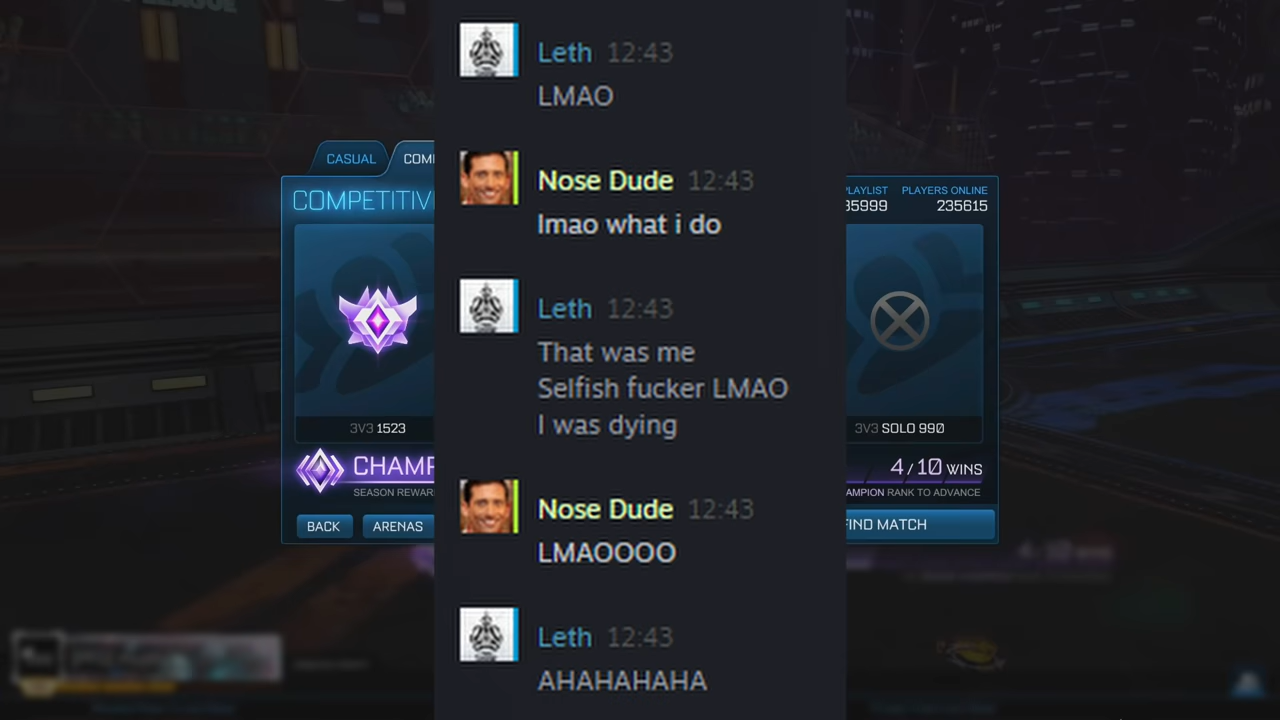 LEAGUE
Leth 12:43
LMAO
Nose Dude 12:43
lmao what i do
Leth 12:43
That was me
Selfish fucker LMAO
I was dying
Nose Dude 12:43
LMAOOOO
Leth 12:43
AHAHAHAHA
CASUAL COM
COMPETITIV
PLAYLIST PLAYERS ONLINE
35999 235615
3V3 1523
3V3 SOLO 990
CHAMP
4/10 WINS
SEASON REWAR
AMPION RANK TO ADVANCE
BACK ARENAS
FIND MATCH